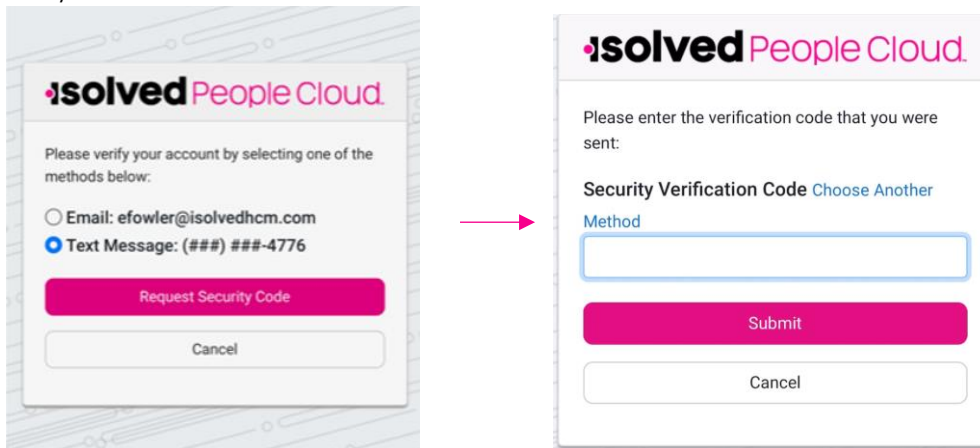 isolved People Cloud.
Please verify your account by selecting one of the
methods below:
Email: efowler@isolvedhcm.com
Text Message: (###) ###-4776
Request Security Code
Cancel
isolved People Cloud.
Please enter the verification code that you were
sent:
Security Verification Code Choose Another
Method
Submit
Cancel